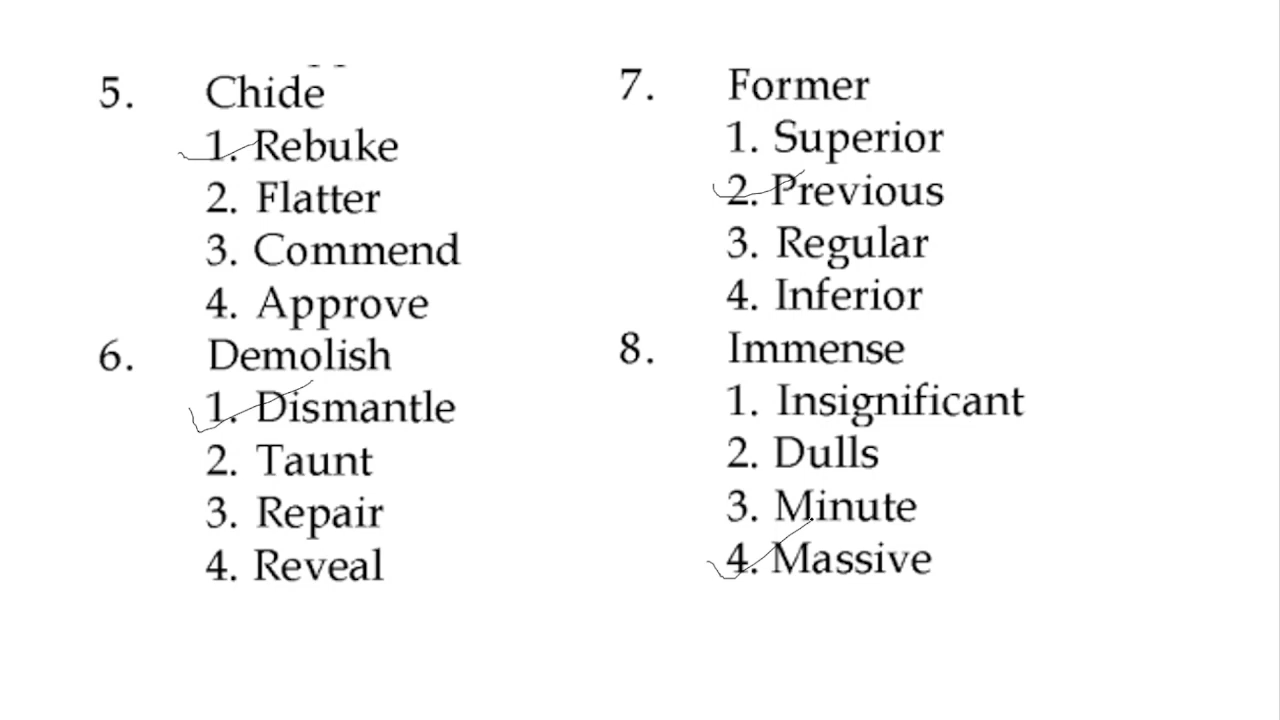 5. Chide
1. Rebuke
2. Flatter
3. Commend
4. Approve
6. Demolish
1. Dismantle
2. Taunt
3. Repair
4. Reveal
7. Former
1. Superior
2. Previous
3. Regular
4. Inferior
8. Immense
1. Insignificant
2. Dulls
3. Minute
4. Massive